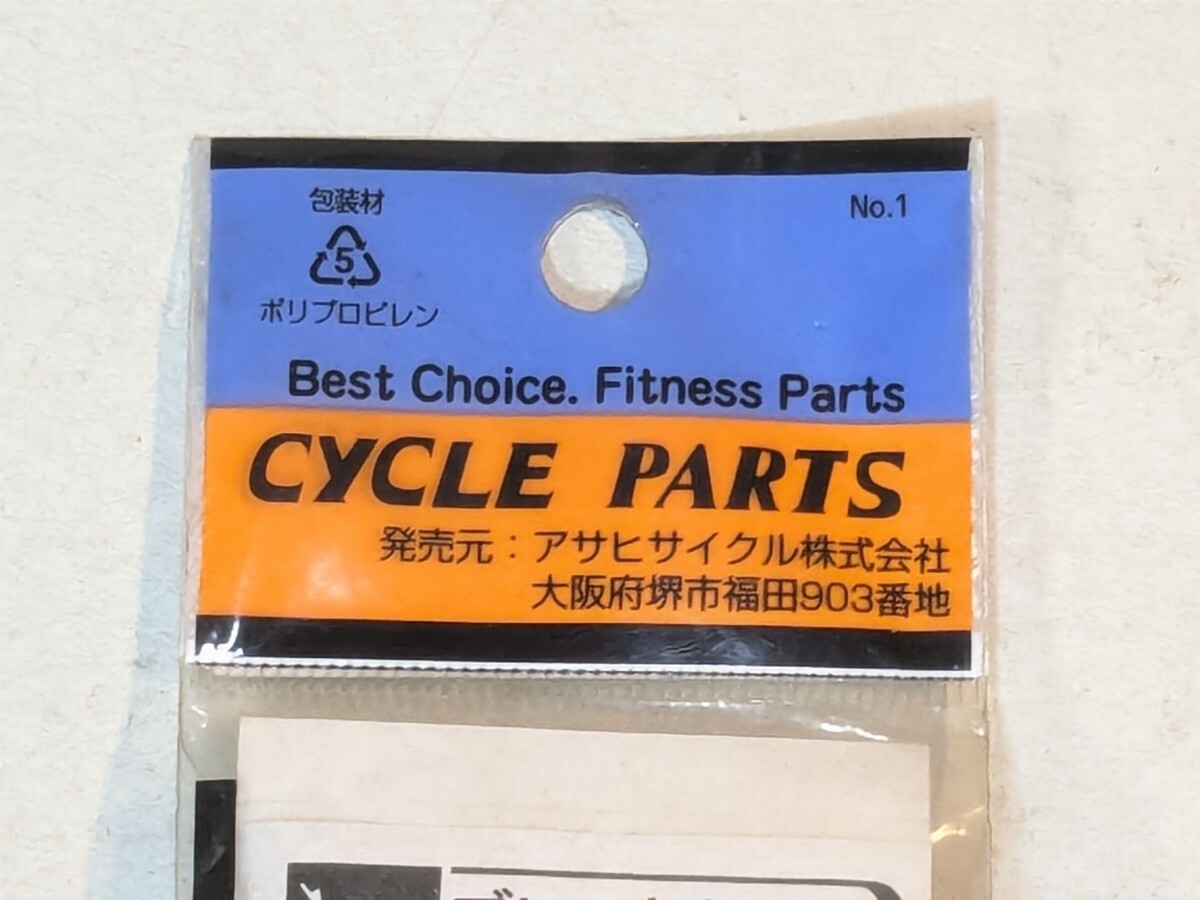 包装材
No.1
5
ポリプロピレン
Best Choice. Fitness Parts
CYCLE PARTS
発売元：アサヒサイクル株式会社
大阪府堺市福田903番地